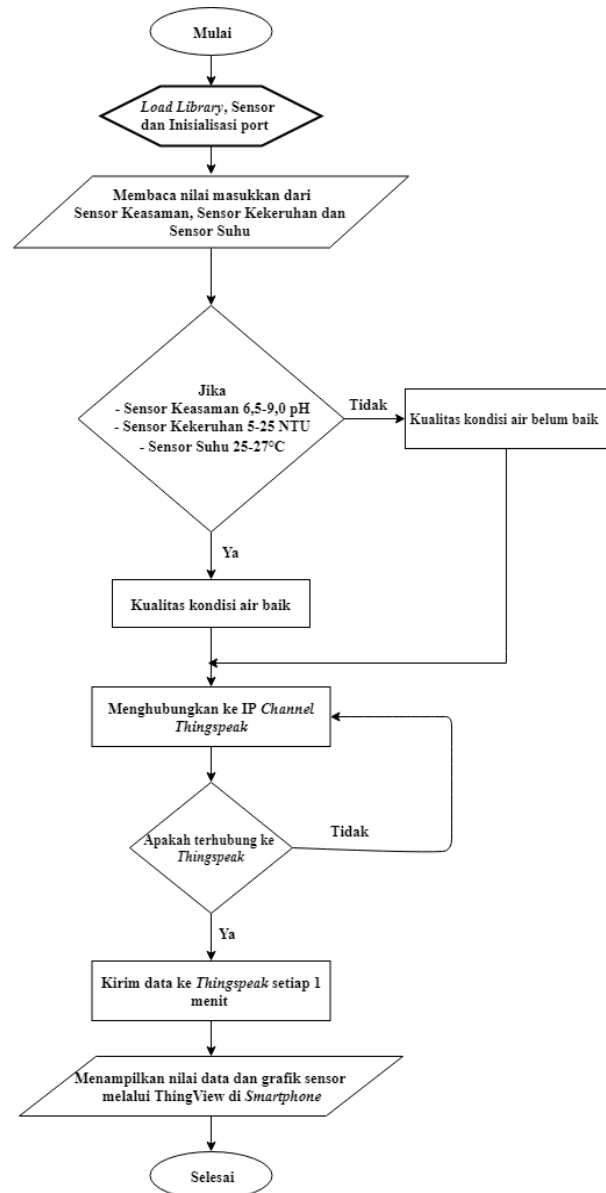 Mulai
Load Library, Sensor
dan Inisialisasi port
Membaca nilai masukkan dari
Sensor Keasaman, Sensor Kekeruhan dan
Sensor Suhu
Jika
- Sensor Keasaman 6,5-9,0 pH
- Sensor Kekeruhan 5-25 NTU
- Sensor Suhu 25-27°C
Tidak
Kualitas kondisi air belum baik
Ya
Kualitas kondisi air baik
Menghubungkan ke IP Channel
Thingspeak
Apakah terhubung ke
Thingspeak
Tidak
Ya
Kirim data ke Thingspeak setiap 1
menit
Menampilkan nilai data dan grafik sensor
melalui ThingView di Smartphone
Selesai